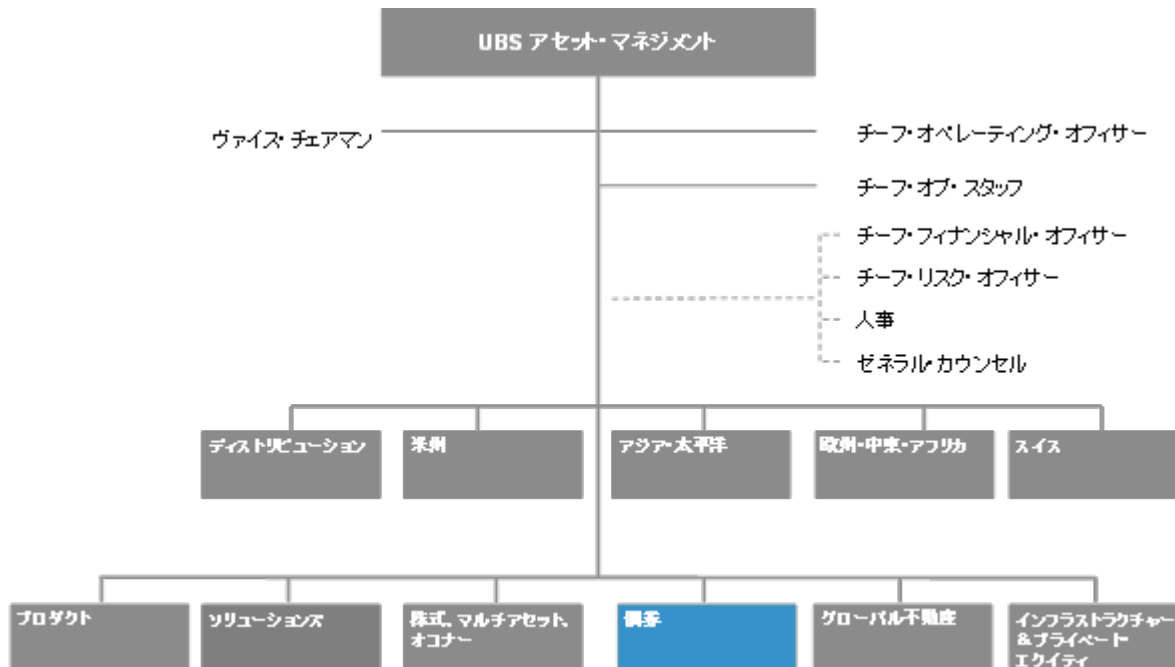 UBS アセット・マネジメント
ヴァイス・チェアマン
チーフ・オペレーティング・オフィサー
チーフ・オブ・スタッフ
チーフ・フィナンシャル・オフィサー
チーフ・リスク・オフィサー
人事
ゼネラル・カウンセル
ディストリビューション
米州
アジア・太平洋
欧州・中東・アフリカ
スイス
プロダクト
ソリューションズ
株式、マルチアセット、
オコナー
債券
グローバル不動産
インフラストラクチャー
&プライベート
エクイティ